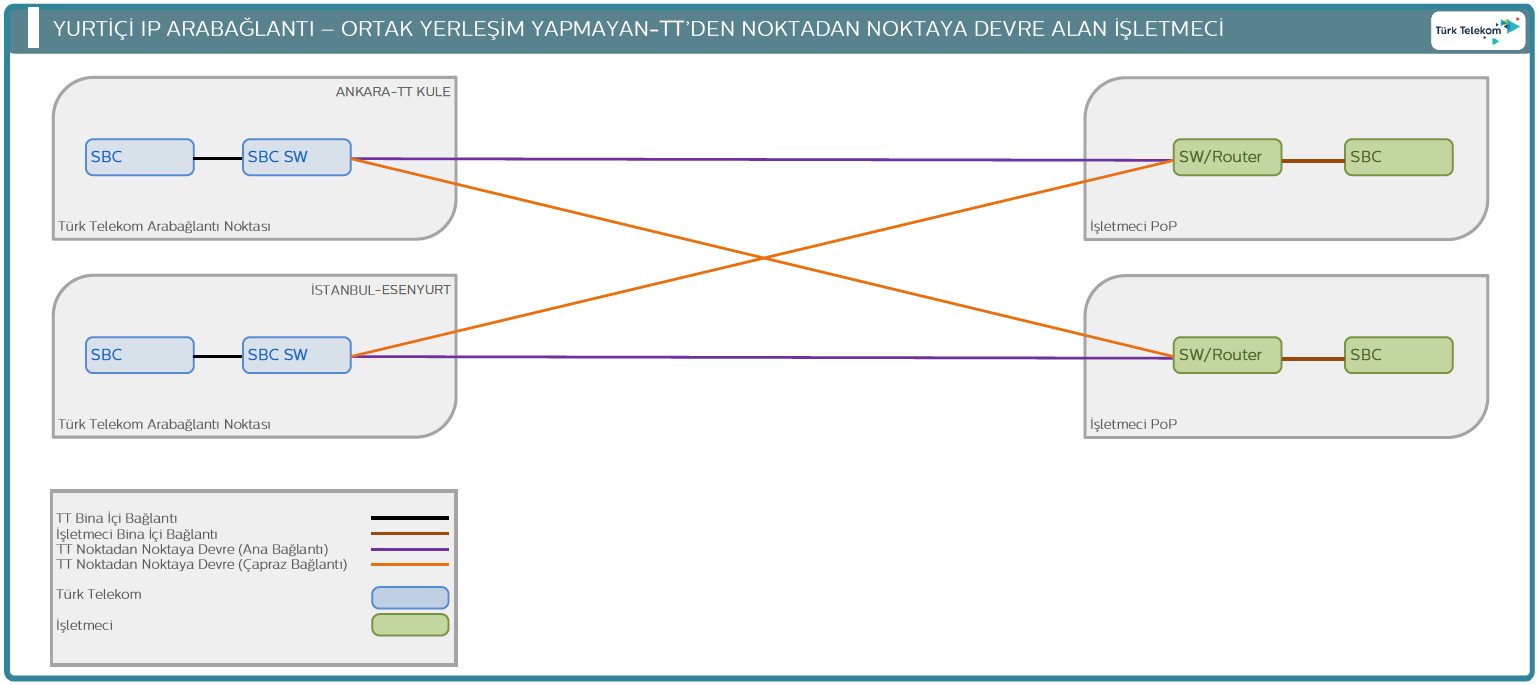 YURTİÇİ IP ARABAĞLANTI – ORTAK YERLEŞİM YAPMAYAN-TT’DEN NOKTADAN NOKTAYA DEVRE ALAN İŞLETMECİ
Türk Telekom
ANKARA-TT KULE
SBC
SBC SW
Türk Telekom Arabağlantı Noktası
SW/Router
SBC
İşletmeci PoP
İSTANBUL-ESENYURT
SBC
SBC SW
Türk Telekom Arabağlantı Noktası
SW/Router
SBC
İşletmeci PoP
TT Bina İçi Bağlantı
İşletmeci Bina İçi Bağlantı
TT Noktadan Noktaya Devre (Ana Bağlantı)
TT Noktadan Noktaya Devre (Çapraz Bağlantı)
Türk Telekom
İşletmeci